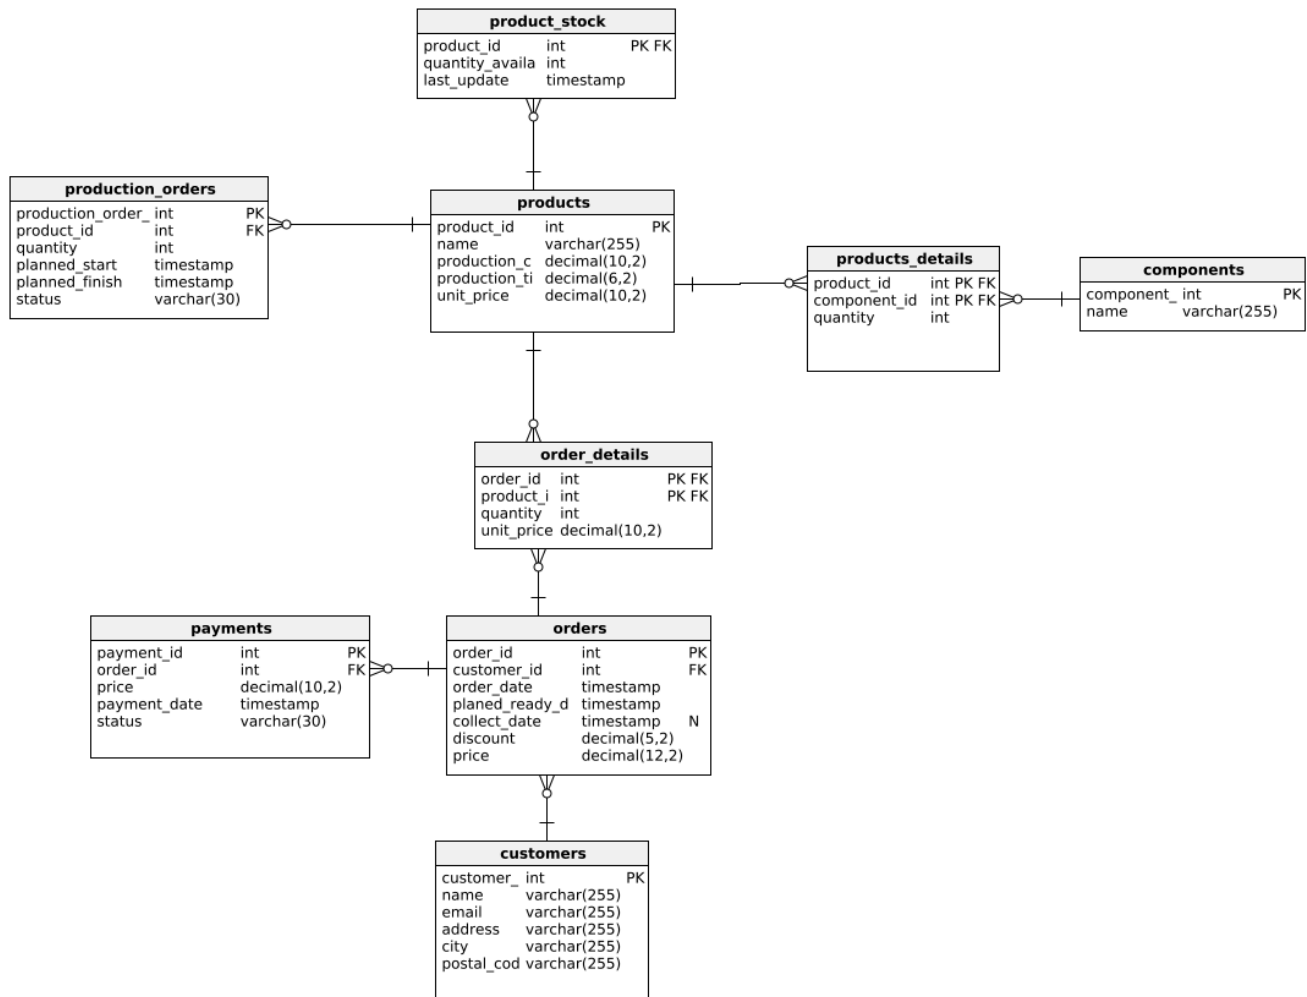 product_stock
product_id int PK FK
quantity_availa int
last_update timestamp
production_orders
production_order_ int PK
product_id int FK
quantity int
planned_start timestamp
planned_finish timestamp
status varchar(30)
products
product_id int PK
name varchar(255)
production_c decimal(10,2)
production_ti decimal(6,2)
unit_price decimal(10,2)
products_details
product_id int PK FK
component_id int PK FK
quantity int
components
component_ int PK
name varchar(255)
order_details
order_id int PK FK
product_i int PK FK
quantity int
unit_price decimal(10,2)
payments
payment_id int PK
order_id int FK
price decimal(10,2)
payment_date timestamp
status varchar(30)
orders
order_id int PK
customer_id int FK
order_date timestamp
planed_ready_d timestamp
collect_date timestamp N
discount decimal(5,2)
price decimal(12,2)
customers
customer_ int PK
name varchar(255)
email varchar(255)
address varchar(255)
city varchar(255)
postal_cod varchar(255)